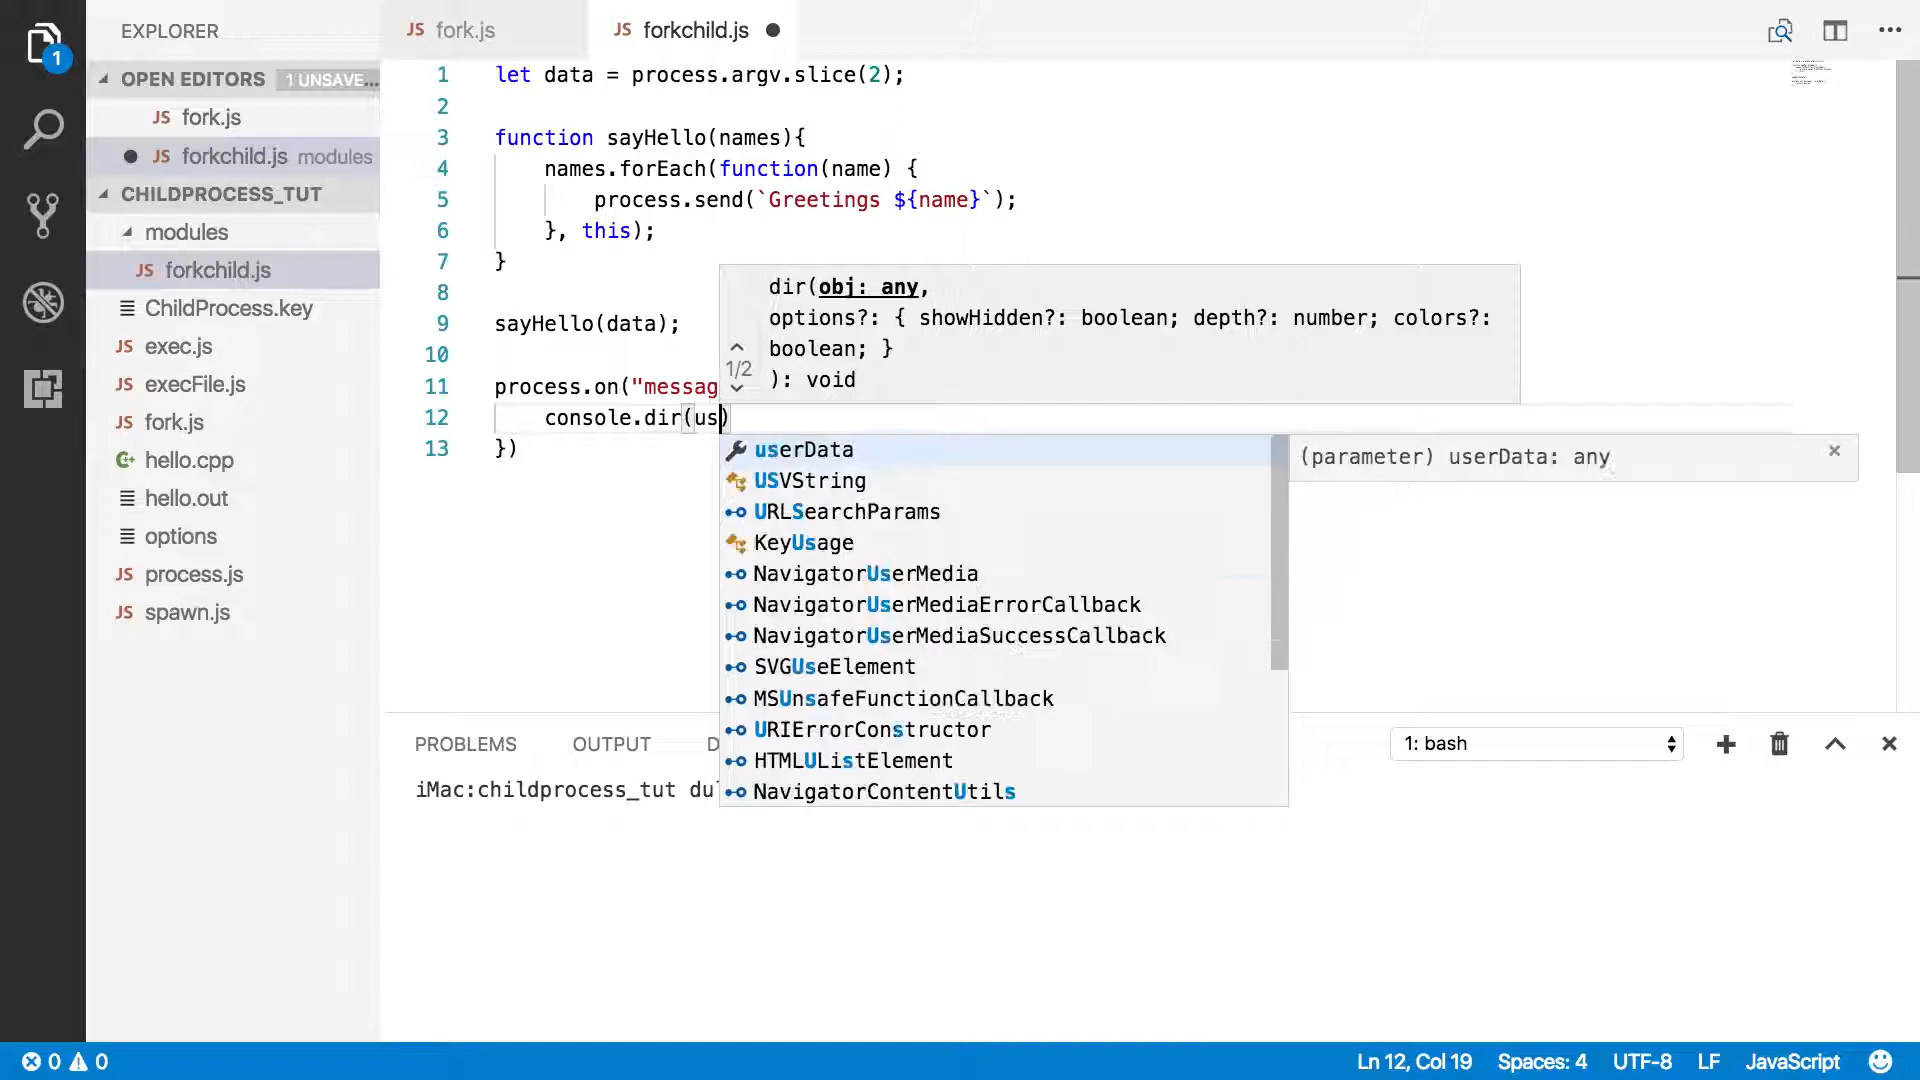 EXPLORER
OPEN EDITORS 1 UNSAVE...
JS fork.js
JS forkchild.js modules
CHILDPROCESS_TUT
modules
JS forkchild.js
ChildProcess.key
JS exec.js
JS execFile.js
JS fork.js
hello.cpp
hello.out
options
JS process.js
JS spawn.js
1
JS fork.js
JS forkchild.js
1 let data = process.argv.slice(2);
2
3 function sayHello(names){
4 names.forEach(function(name) {
5 process.send(`Greetings ${name}`);
6 }, this);
7 }
8
9 sayHello(data);
10
11 process.on("messag
12 console.dir(us)
13 })
dir(obj: any,
options?: { showHidden?: boolean; depth?: number; colors?:
boolean; }
): void
1/2
userData
USVString
URLSearchParams
KeyUsage
NavigatorUserMedia
NavigatorUserMediaErrorCallback
NavigatorUserMediaSuccessCallback
SVGUseElement
MSUnsafeFunctionCallback
URIErrorConstructor
HTMLUListElement
NavigatorContentUtils
(parameter) userData: any
PROBLEMS OUTPUT D
1: bash
iMac:childprocess_tut du
0 0
Ln 12, Col 19 Spaces: 4 UTF-8 LF JavaScript